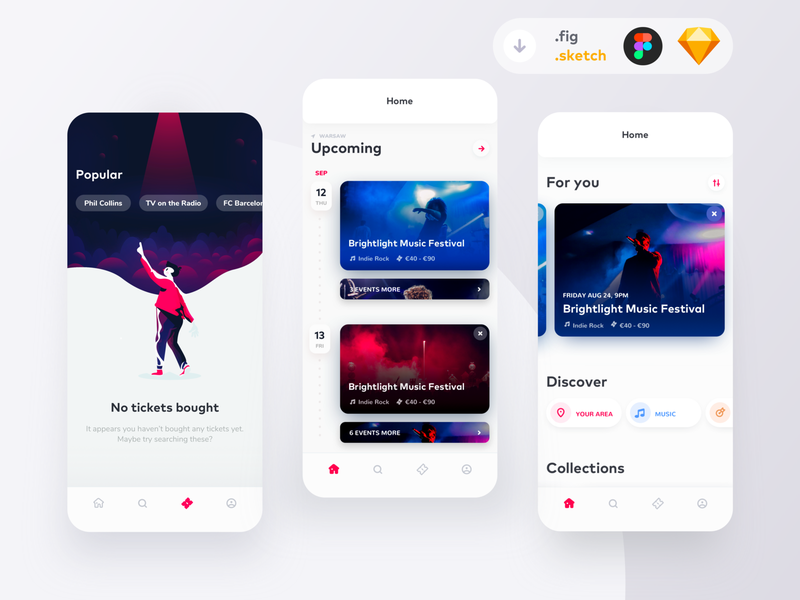 .fig
.sketch
Popular
Phil Collins
TV on the Radio
FC Barcelon
No tickets bought
It appears you haven't bought any tickets yet.
Maybe try searching these?
Home
WARSAW
Upcoming
SEP
12
THU
Brightlight Music Festival
Indie Rock €40 - €90
EVENTS MORE
13
FRI
Brightlight Music Festival
Indie Rock €40 - €90
6 EVENTS MORE
Home
For you
FRIDAY AUG 24, 9PM
Brightlight Music Festival
Indie Rock €40 - €90
Discover
YOUR AREA
MUSIC
Collections